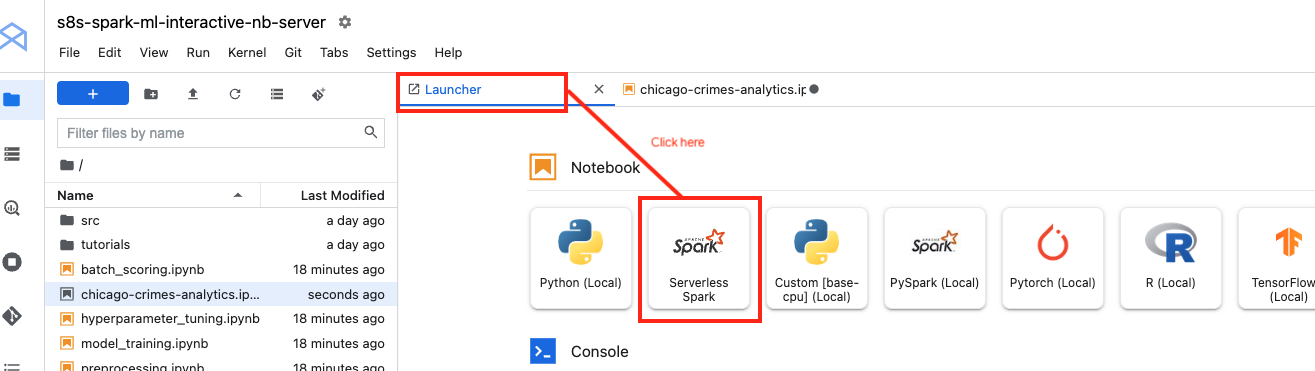 s8s-spark-ml-interactive-nb-server
File Edit View Run Kernel Git Tabs Settings Help
+
Launcher
chicago-crimes-analytics.ip
Filter files by name
Click here
/
Notebook
Name Last Modified
src a day ago
tutorials a day ago
batch_scoring.ipynb 18 minutes ago
chicago-crimes-analytics.ip... seconds ago
hyperparameter_tuning.ipynb 18 minutes ago
model_training.ipynb 18 minutes ago
preprocessing.ipynb 18 minutes ago
Python (Local)
APACHE Spark
Serverless Spark
Custom [base-cpu] (Local)
APACHE Spark
PySpark (Local)
Pytorch (Local)
R
R (Local)
TensorFlow (Local)
Console